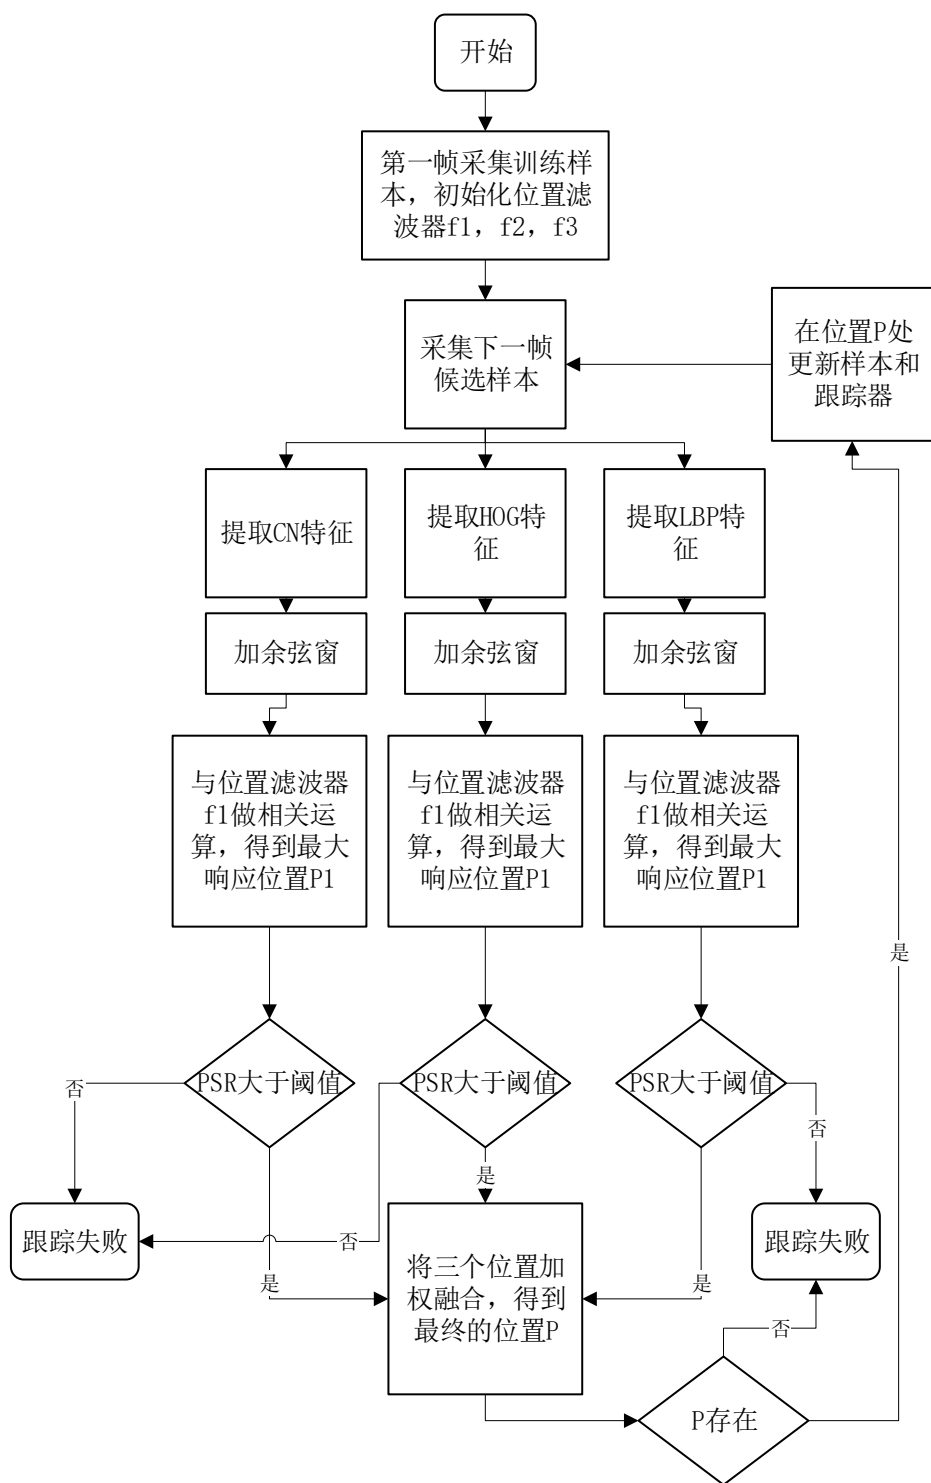 开始
第一帧采集训练样
本，初始化位置滤
波器f1，f2，f3
采集下一帧
候选样本
在位置P处
更新样本和
跟踪器
提取CN特征
提取HOG特
征
提取LBP特
征
加余弦窗
加余弦窗
加余弦窗
与位置滤波器
f1做相关运
算，得到最大
响应位置P1
与位置滤波器
f1做相关运
算，得到最大
响应位置P1
与位置滤波器
f1做相关运
算，得到最大
响应位置P1
是
PSR大于阈值
PSR大于阈值
PSR大于阈值
否
否
是
跟踪失败
否
跟踪失败
是
是
将三个位置加
权融合，得到
最终的位置P
否
P存在